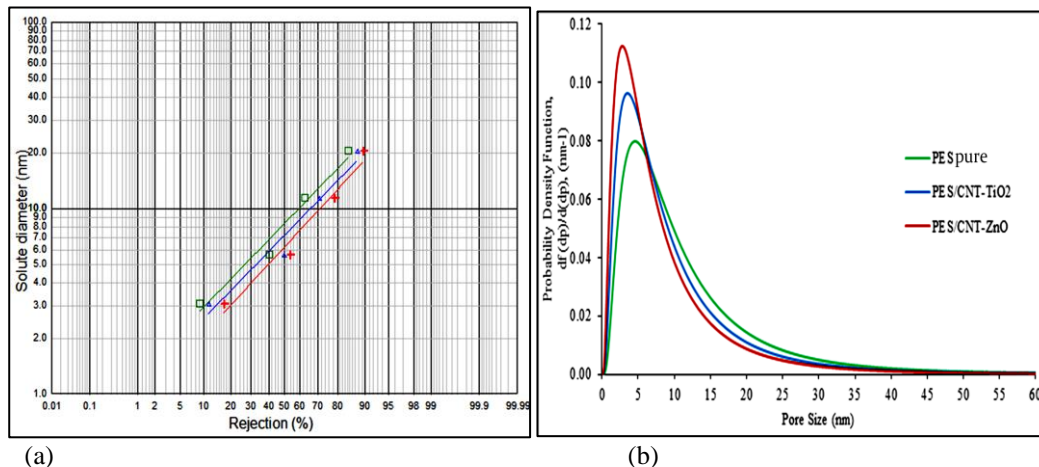 100.0
90.0
80.0
70.0
60.0
50.0
40.0
30.0
20.0
10.0
9.0
8.0
7.0
6.0
5.0
4.0
3.0
2.0
1.0
Solute diameter (nm)
0.01 0.1 1 2 5 10 20 30 40 50 60 70 80 90 95 98 99 99.9 99.99
Rejection (%)
(a)
0.12
0.10
0.08
0.06
0.04
0.02
0.00
Probability Density Function,
df (dp)/d(dp), (nm-1)
PES pure
PES/CNT-TiO2
PES/CNT-ZnO
0 5 10 15 20 25 30 35 40 45 50 55 60
Pore Size (nm)
(b)